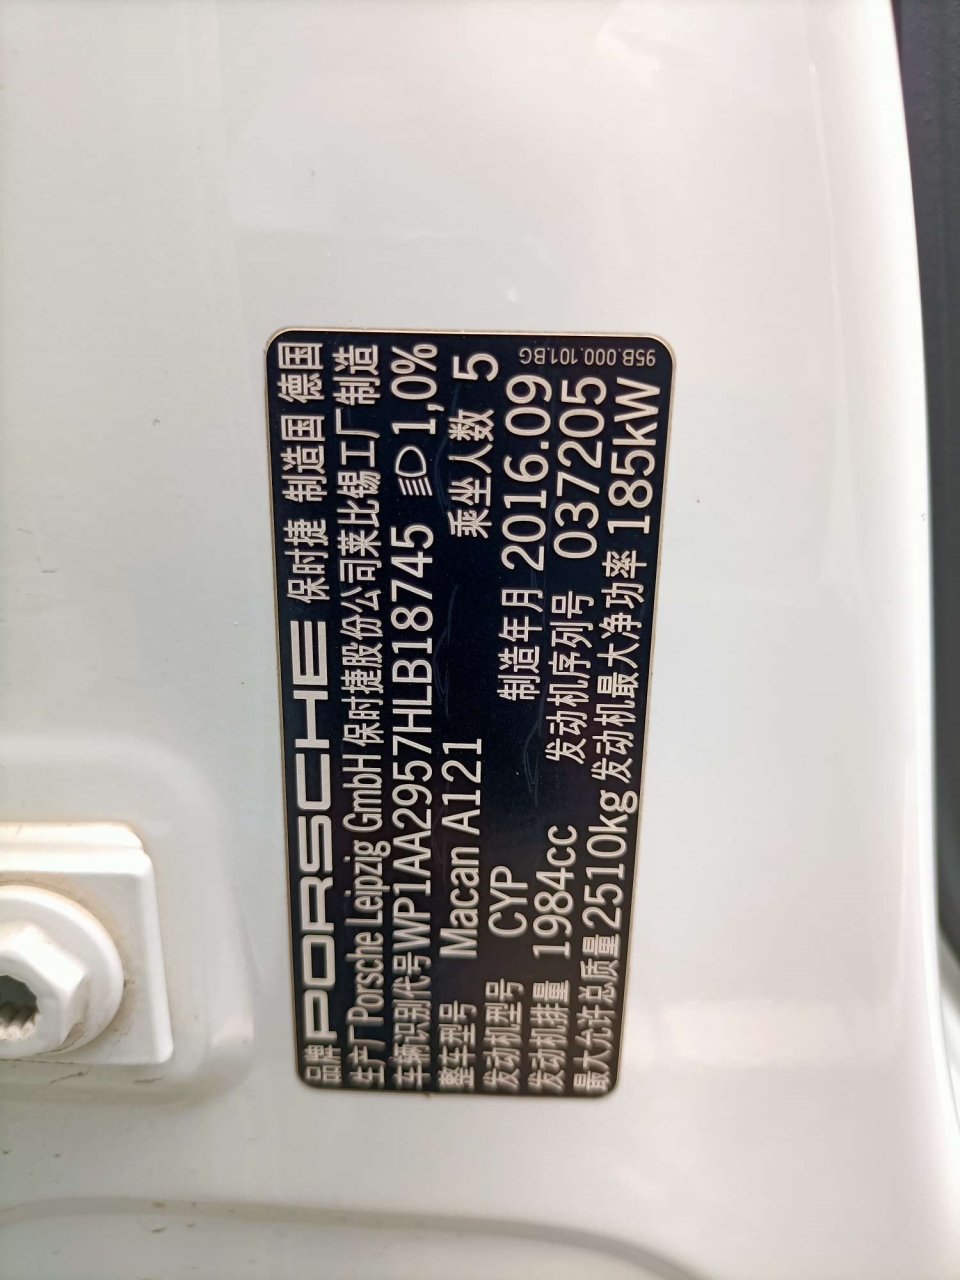 品牌 PORSCHE 保时捷 制造国 德国
生产厂 Porsche Leipzig GmbH 保时捷股份公司莱比锡工厂制造
车辆识别代号 WP1AA2957HLB18745 1,0%
整车型号 Macan A121 乘坐人数 5
发动机型号 CYP 制造年月 2016.09
发动机排量 1984cc 发动机序列号 037205
最大允许总质量 2510kg 发动机最大净功率 185kW
95B.000.101.BG